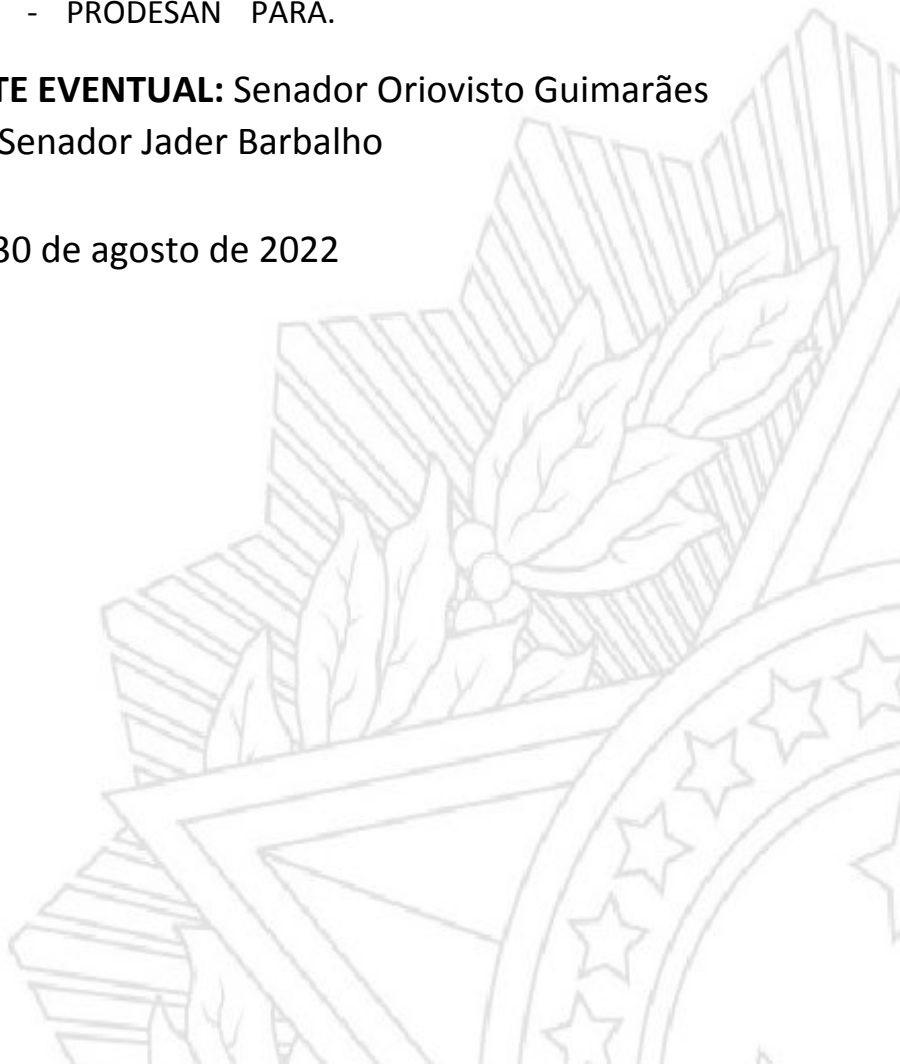 - PRODESAN PARÁ.
TE EVENTUAL: Senador Oriovisto Guimarães
Senador Jader Barbalho
30 de agosto de 2022